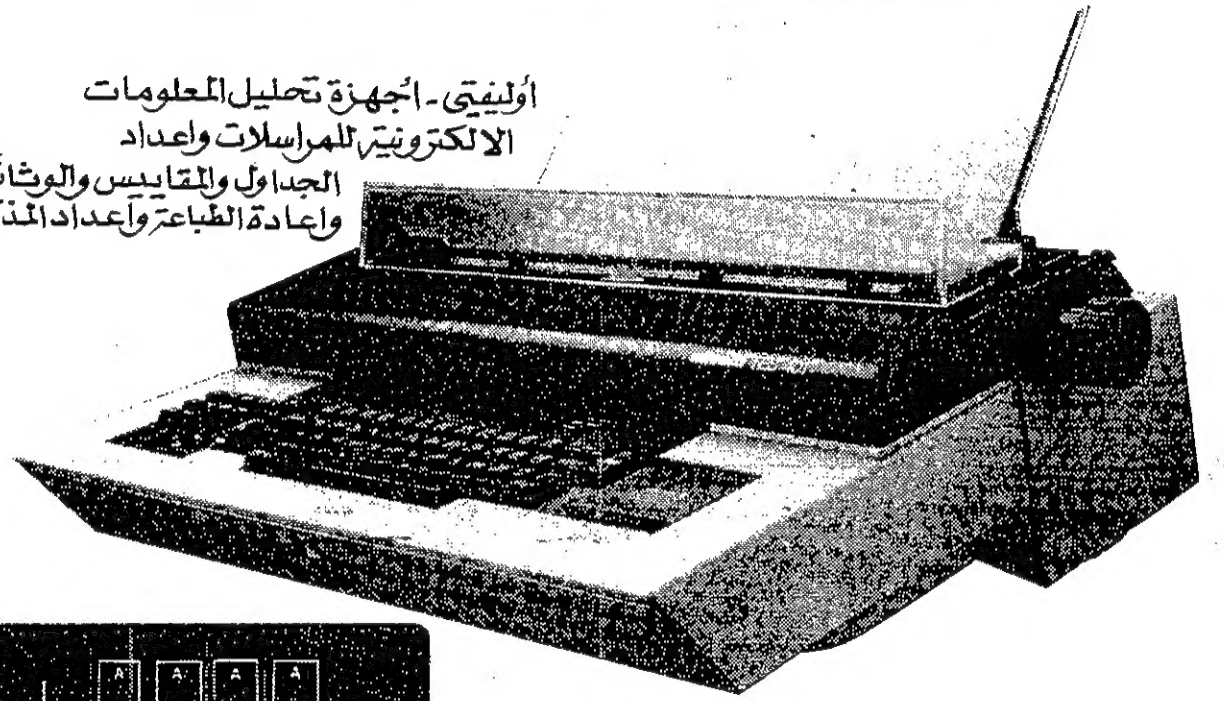 أوليفتي - أجهزة تحليل المعلومات
الالكترونية للمراسلات واعداد
الجداول والمقاييس
واعادة الطباعة واعداد
A A A A